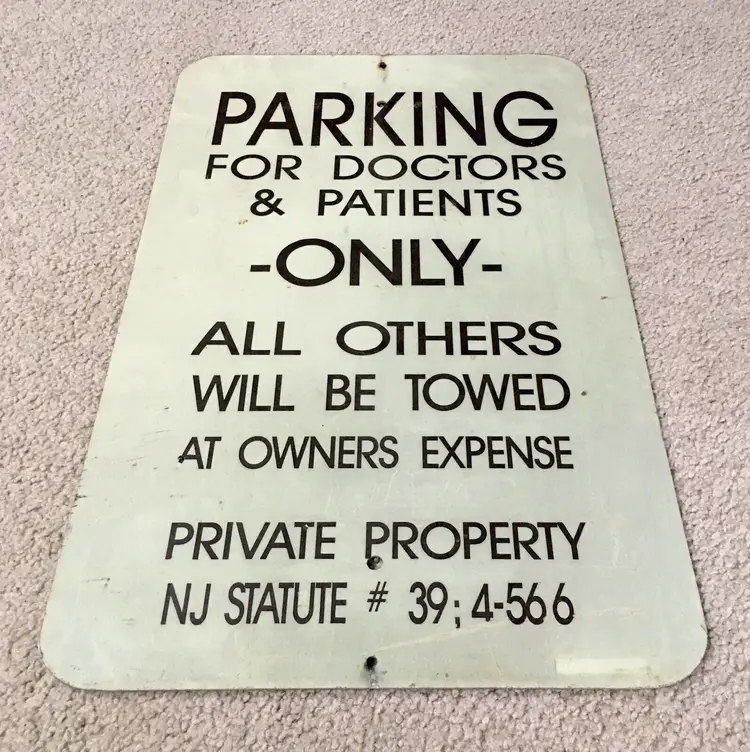 PARKING
FOR DOCTORS
& PATIENTS
-ONLY-
ALL OTHERS
WILL BE TOWED
AT OWNERS EXPENSE
PRIVATE PROPERTY
NJ STATUTE # 39; 4-566